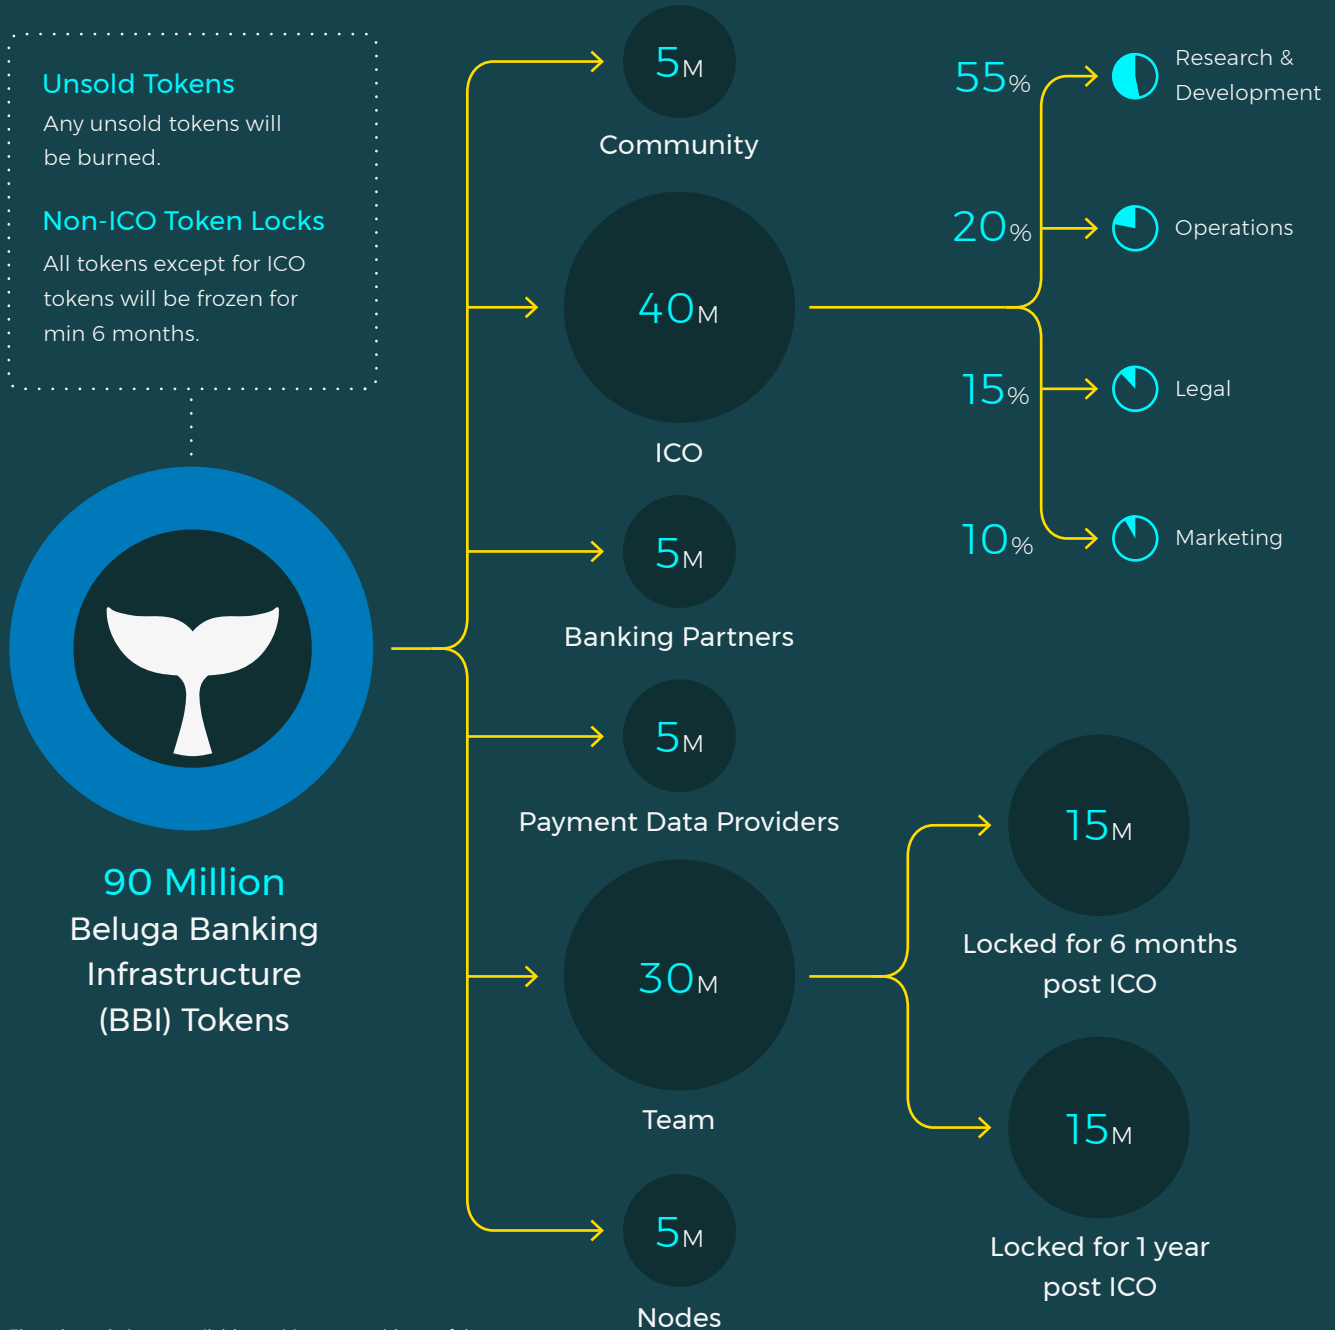 Unsold Tokens
Any unsold tokens will
be burned.
Non-ICO Token Locks
All tokens except for ICO
tokens will be frozen for
min 6 months.
90 Million
Beluga Banking
Infrastructure
(BBI) Tokens
5M
Community
40M
ICO
5M
Banking Partners
5M
Payment Data Providers
30M
Team
5M
Nodes
55%
Research &
Development
20%
Operations
15%
Legal
10%
Marketing
15M
Locked for 6 months
post ICO
15M
Locked for 1 year
post ICO